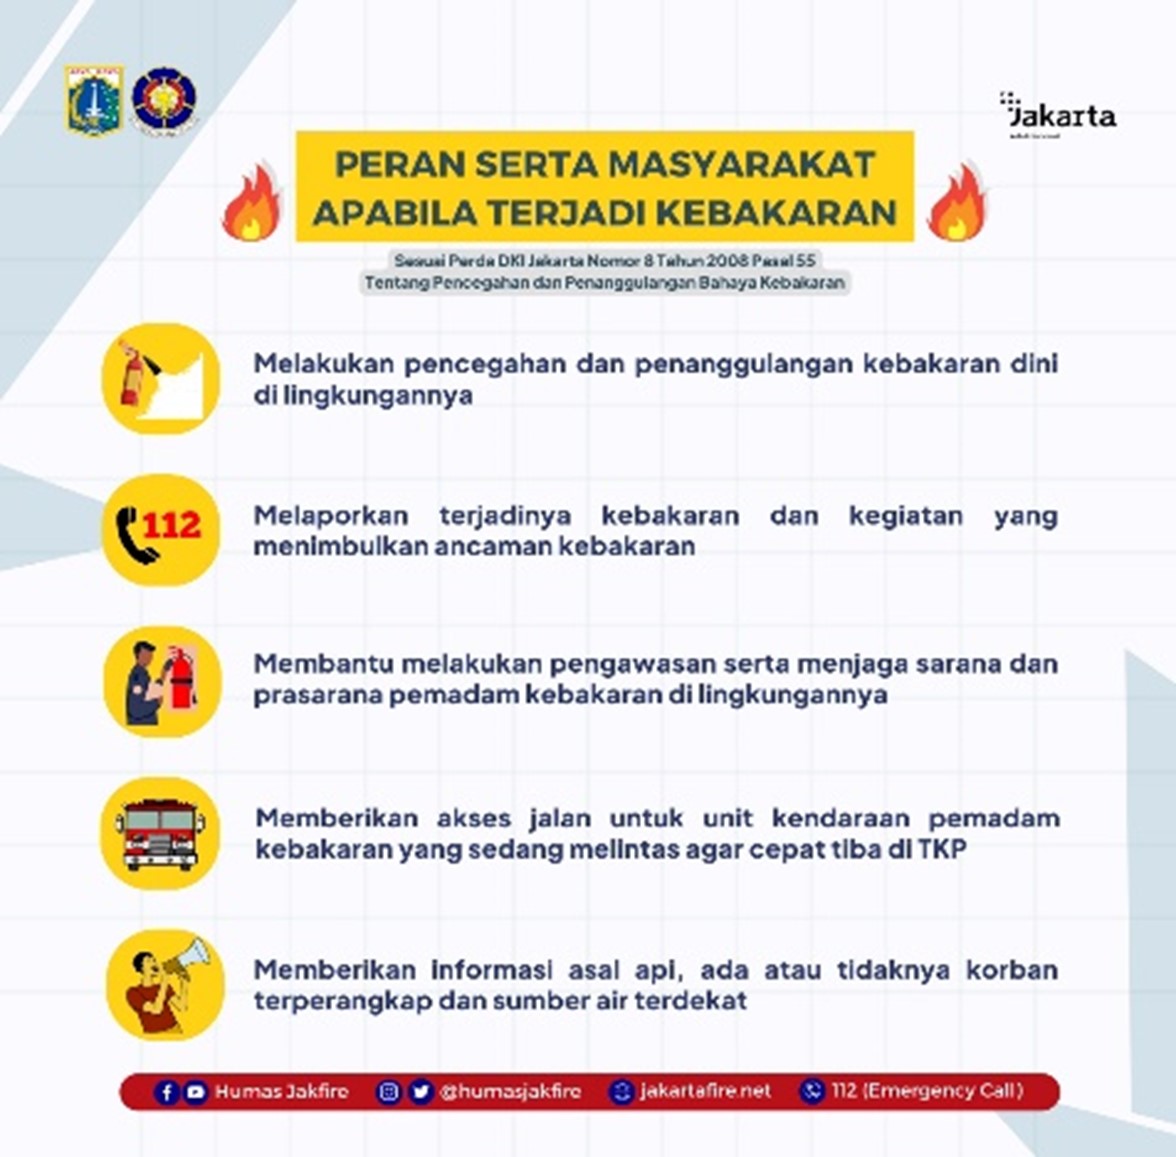 Jakarta
PERAN SERTA MASYARAKAT
APABILA TERJADI KEBAKARAN
Sesuai Perda DKI Jakarta Nomor 8 Tahun 2008 Pasal 55
Tentang Pencegahan dan Penanggulangan Bahaya Kebakaran
Melakukan pencegahan dan penanggulangan kebakaran dini
di lingkungannya
112
Melaporkan terjadinya kebakaran dan kegiatan yang
menimbulkan ancaman kebakaran
Membantu melakukan pengawasan serta menjaga sarana dan
prasarana pemadam kebakaran di lingkungannya
Memberikan akses jalan untuk unit kendaraan pemadam
kebakaran yang sedang melintas agar cepat tiba di TKP
Memberikan informasi asal api, ada atau tidaknya korban
terperangkap dan sumber air terdekat
Humas Jakfire @humasjakfire jakartafire.net 112 (Emergency Call)